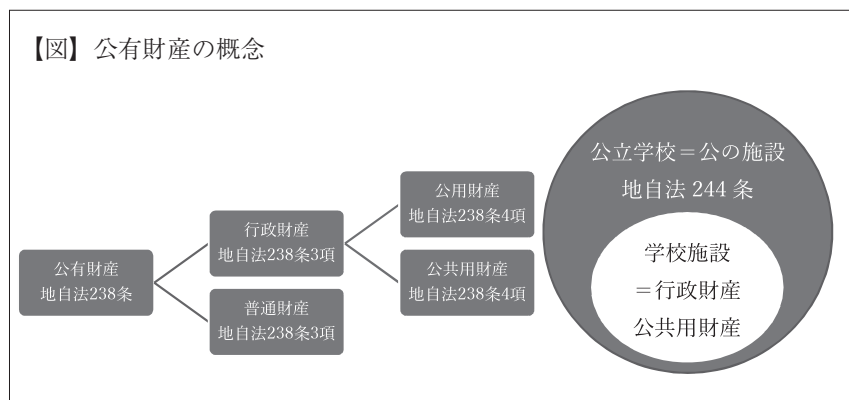 【図】公有財産の概念
公有財産
地自法238条
行政財産
地自法238条3項
普通財産
地自法238条3項
公用財産
地自法238条4項
公共用財産
地自法238条4項
公立学校＝公の施設
地自法 244 条
学校施設
＝行政財産
公共用財産